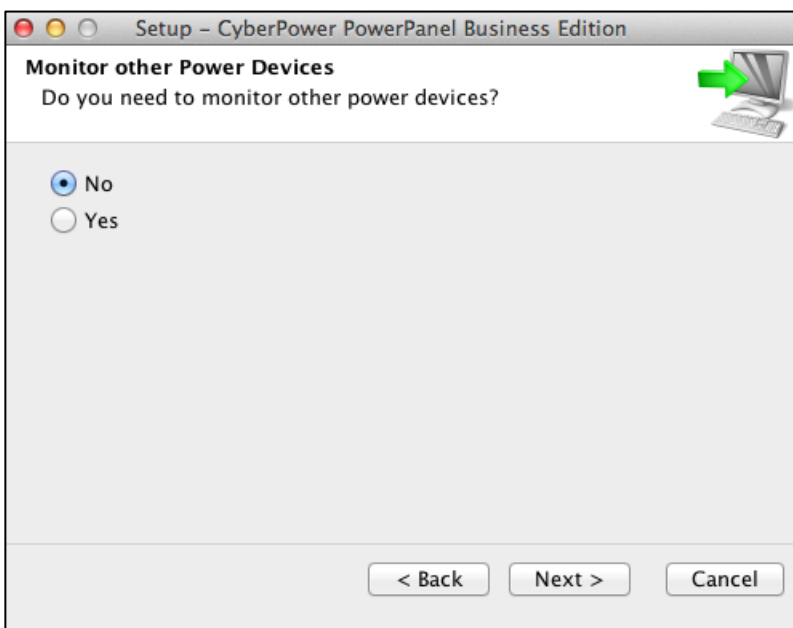 Setup – CyberPower PowerPanel Business Edition
Monitor other Power Devices
Do you need to monitor other power devices?
No
Yes
< Back Next > Cancel